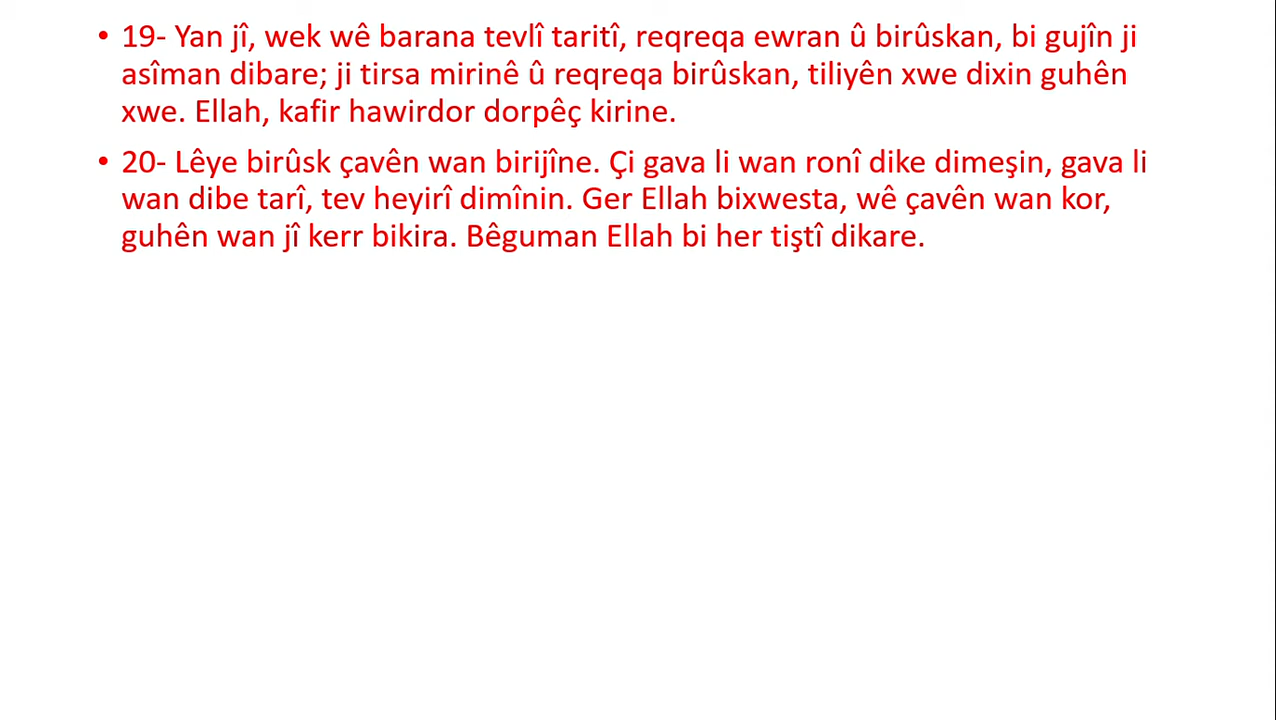 • 19- Yan jî, wek wê barana tevlî taritî, reqreqa ewran û birûskan, bi gujîn ji
asîman dibare; ji tirsa mirinê û reqreqa birûskan, tiliyên xwe dixin guhên
xwe. Ellah, kafir hawirdor dorpêç kirine.
• 20- Lêye birûsk çavên wan birijîne. Çi gava li wan ronî dike dimeşin, gava li
wan dibe tarî, tev heyirî dimînin. Ger Ellah bixwesta, wê çavên wan kor,
guhên wan jî kerr bikira. Bêguman Ellah bi her tiştî dikare.